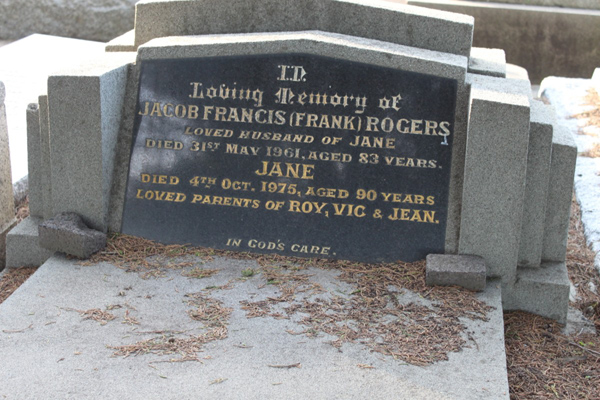 In
Loving Memory of
JACOB FRANCIS (FRANK) ROGERS
LOVED HUSBAND OF JANE
DIED 31ST MAY 1961, AGED 83 YEARS.
JANE
DIED 4TH OCT. 1975, AGED 90 YEARS
LOVED PARENTS OF ROY, VIC & JEAN.
IN GOD'S CARE.